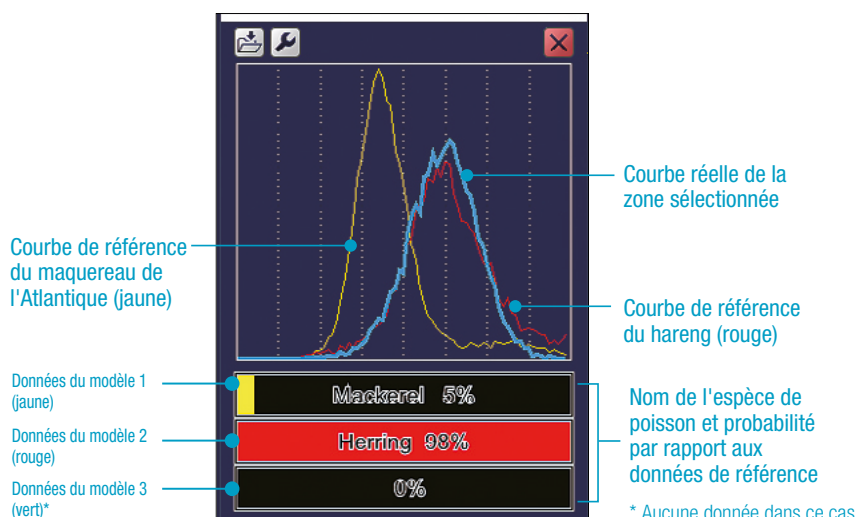 Courbe réelle de la
zone sélectionnée
Courbe de référence
du maquereau de
l'Atlantique (jaune)
Courbe de référence
du hareng (rouge)
Données du modèle 1
(jaune)
Mackerel 5%
Données du modèle 2
(rouge)
Herring 98%
Données du modèle 3
(vert)*
0%
Nom de l'espèce de
poisson et probabilité
par rapport aux
données de référence
* Aucune donnée dans ce cas